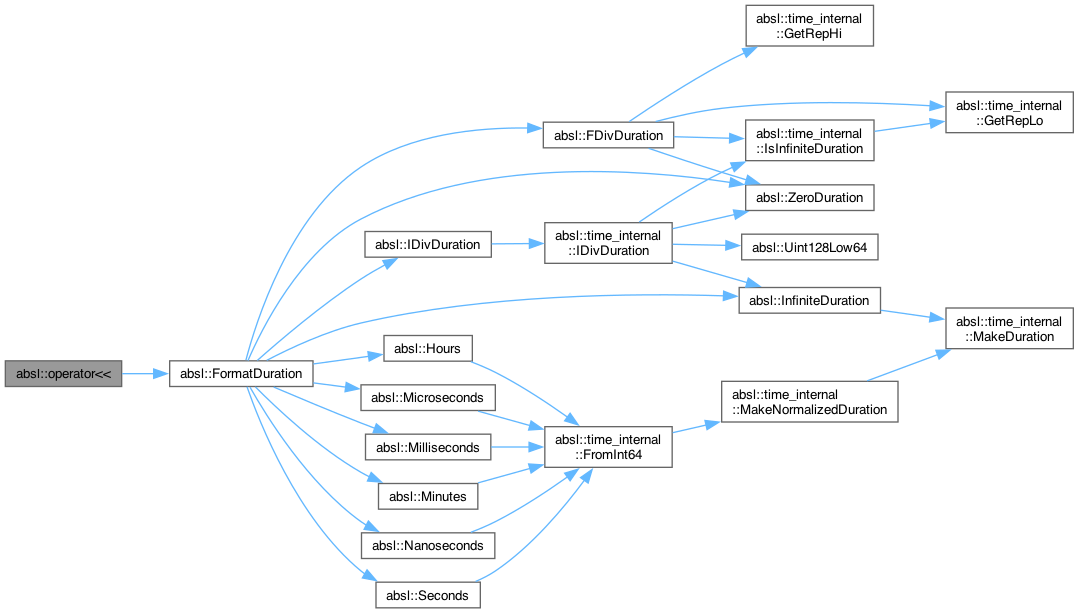 absl::time_internal
::GetRepHi
absl::time_internal
::GetRepLo
absl::FDivDuration
absl::time_internal
::IsInfiniteDuration
absl::ZeroDuration
absl::IDivDuration
absl::time_internal
::IDivDuration
absl::Uint128Low64
absl::InfiniteDuration
absl::time_internal
::MakeDuration
absl::Hours
absl::operator<<
absl::FormatDuration
absl::Microseconds
absl::time_internal
::MakeNormalizedDuration
absl::Milliseconds
absl::time_internal
::FromInt64
absl::Minutes
absl::Nanoseconds
absl::Seconds